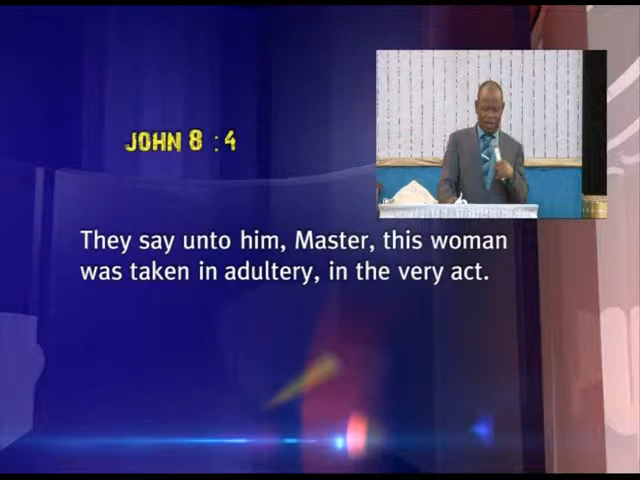 JOHN 8 : 4
They say unto him, Master, this woman
was taken in adultery, in the very act.